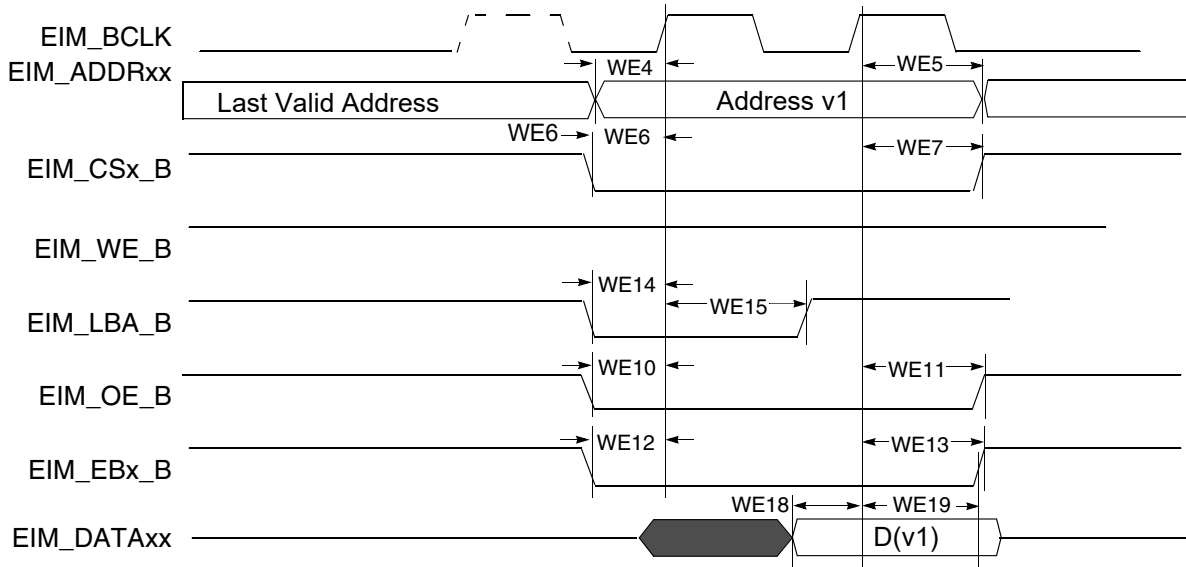 EIM_BCLK
EIM_ADDRxx
WE4
WE5
Last Valid Address
Address v1
WE6
WE6
WE7
EIM_CSx_B
EIM_WE_B
WE14
WE15
EIM_LBA_B
WE10
WE11
EIM_OE_B
WE12
WE13
EIM_EBx_B
WE18
WE19
EIM_DATAxx
D(v1)